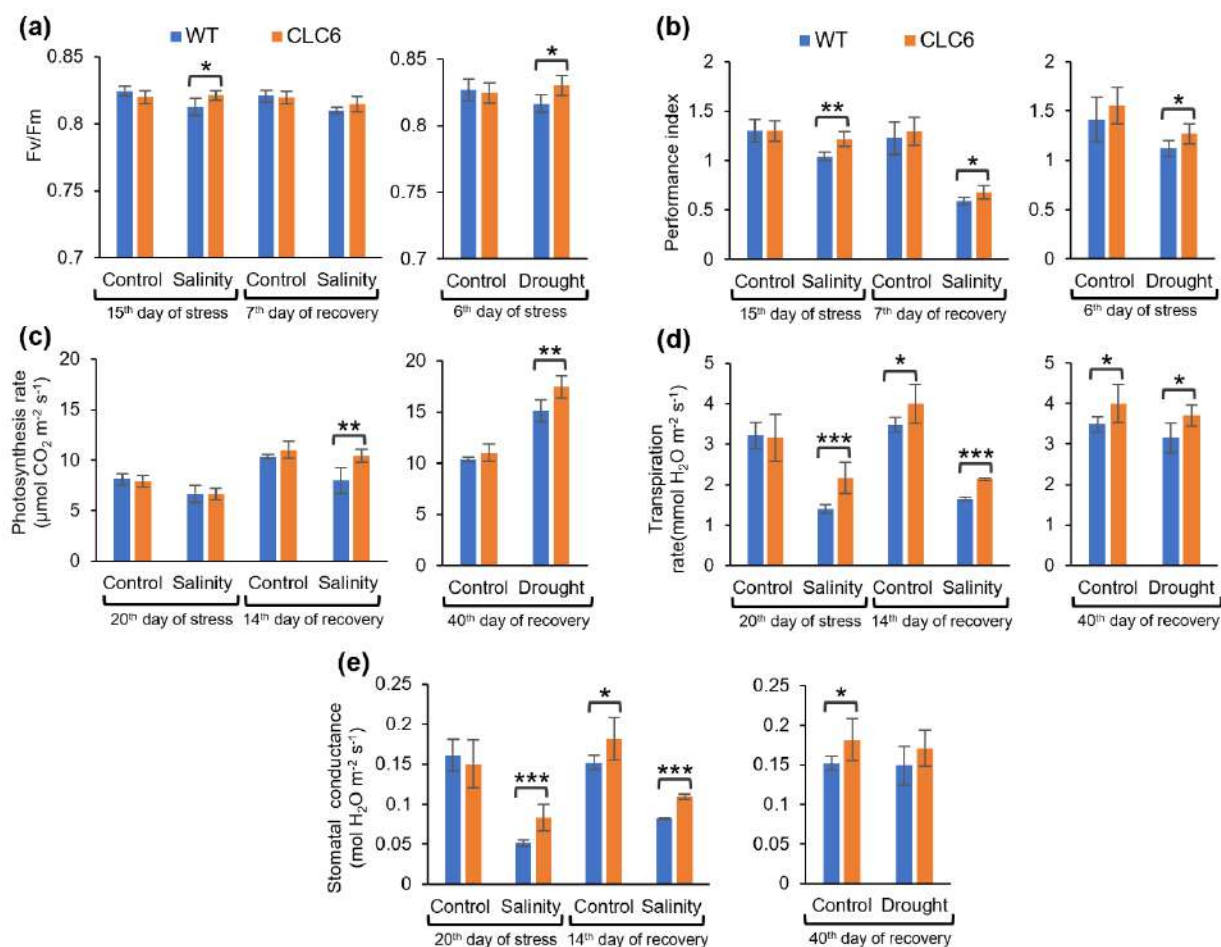 (a)
WT CLC6
Fv/Fm
0.85
0.8
0.75
0.7
*
Control Salinity Control Salinity
15th day of stress 7th day of recovery
0.85
0.8
0.75
0.7
*
Control Drought
6th day of stress
(b)
WT CLC6
Performance index
2
1.5
1
0.5
0
**
*
Control Salinity Control Salinity
15th day of stress 7th day of recovery
2
1.5
1
0.5
0
*
Control Drought
6th day of stress
(c)
Photosynthesis rate
(μmol CO2 m-2 s-1)
20
15
10
5
0
**
Control Salinity Control Salinity
20th day of stress 14th day of recovery
20
15
10
5
0
**
Control Drought
40th day of recovery
(d)
Transpiration
rate(mmol H2O m-2 s-1)
5
4
3
2
1
0
***
*
***
Control Salinity Control Salinity
20th day of stress 14th day of recovery
5
4
3
2
1
0
*
*
Control Drought
40th day of recovery
(e)
Stomatal conductance
(mol H2O m-2 s-1)
0.25
0.2
0.15
0.1
0.05
0
***
*
***
Control Salinity Control Salinity
20th day of stress 14th day of recovery
0.25
0.2
0.15
0.1
0.05
0
*
Control Drought
40th day of recovery